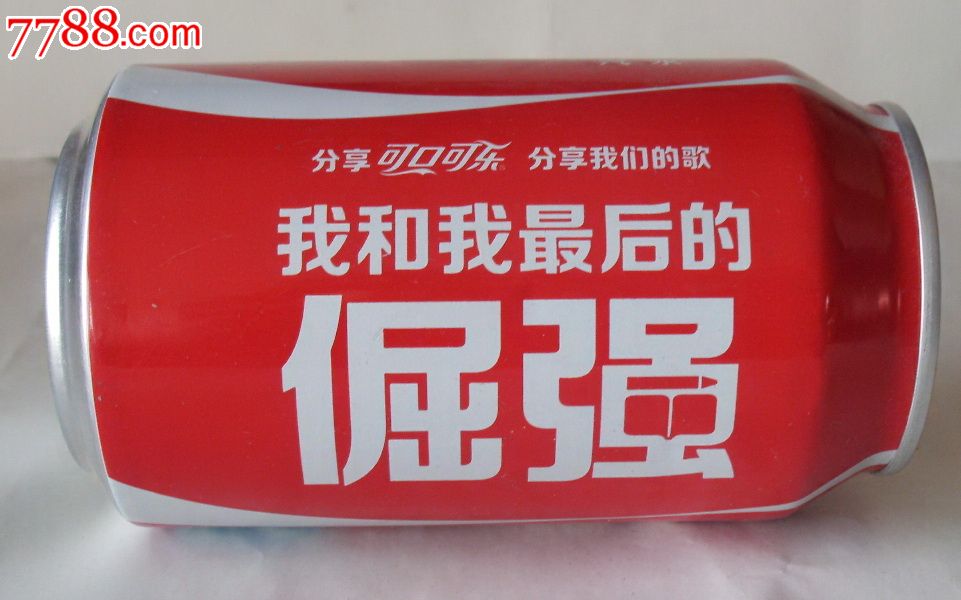 7788.com
分享 可口可乐 分享我们的歌
我和我最后的
倔强